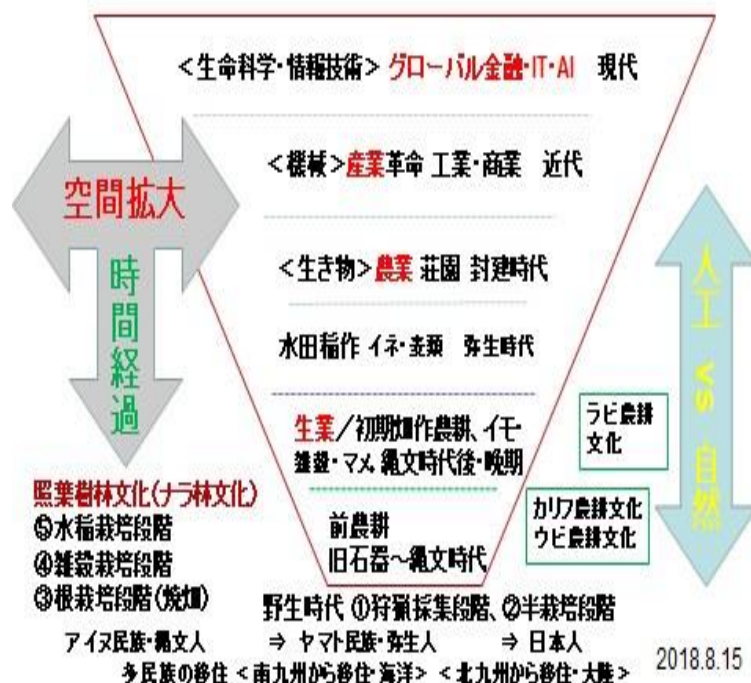 <生命科学・情報技術> グローバル金融・IT・AI 現代
<機械>産業革命 工業・商業 近代
空間拡大
時間経過
<生き物>農業 荘園 封建時代
水田稲作 イネ・麦類 弥生時代
人工 vs 自然
生業/初期畑作農耕、イモ・
雑穀・マメ、縄文時代後・晩期
ラビ農耕
文化
カリフ農耕文化
ウビ農耕文化
前農耕
旧石器~縄文時代
照葉樹林文化(ナラ林文化)
⑤水稲栽培段階
④雑穀栽培段階
③根栽培段階(焼畑)
野生時代 ①狩猟採集段階、②半栽培段階
アイヌ民族・縄文人 ⇒ ヤマト民族・弥生人 ⇒ 日本人
多民族の移住 <南九州から移住・海洋> <北九州から移住・大陸>
2018.8.15